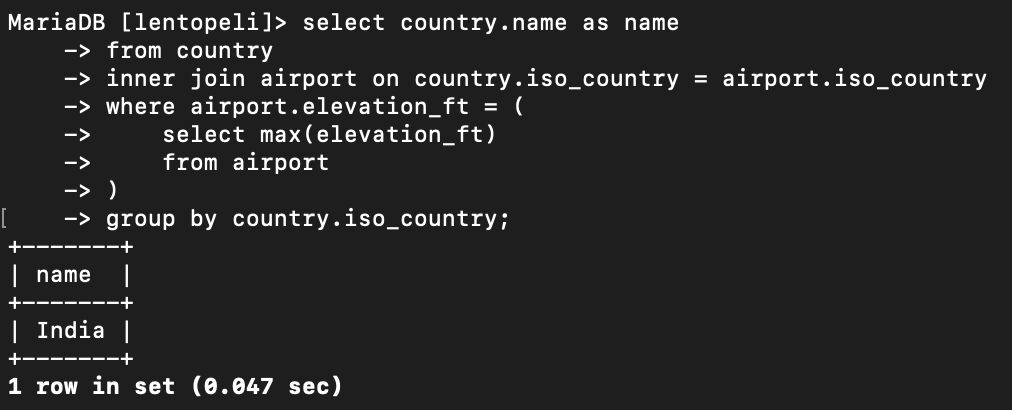 MariaDB [lentopeli]> select country.name as name
    -> from country
    -> inner join airport on country.iso_country = airport.iso_country
    -> where airport.elevation_ft = (
    ->     select max(elevation_ft)
    ->     from airport
    -> )
[    -> group by country.iso_country;
+-------+
| name  |
+-------+
| India |
+-------+
1 row in set (0.047 sec)